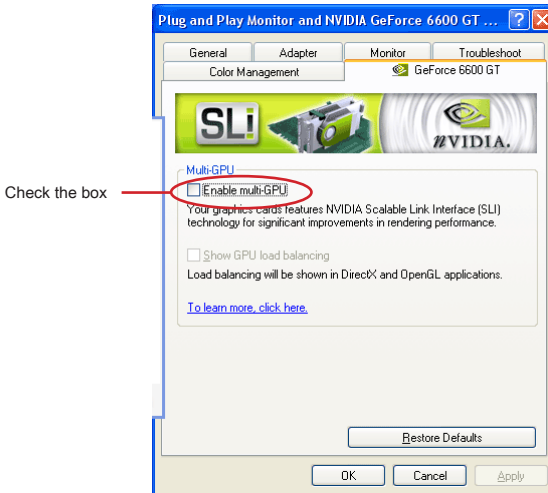 Plug and Play Monitor and NVIDIA GeForce 6600 GT ...
General Adapter Monitor Troubleshoot
Color Management GeForce 6600 GT
SLi
nVIDIA.
Multi-GPU
Check the box
Enable multi-GPU
Your graphics cards features NVIDIA Scalable Link Interface (SLI)
technology for significant improvements in rendering performance.
Show GPU load balancing
Load balancing will be shown in DirectX and OpenGL applications.
To learn more, click here.
Restore Defaults
OK Cancel Apply